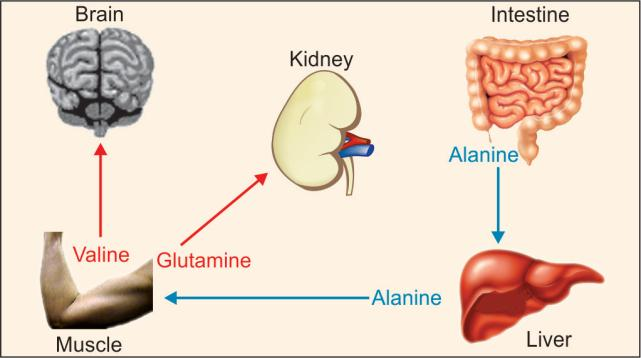 Brain
Intestine
Kidney
Alanine
Valine
Glutamine
Alanine
Muscle
Liver